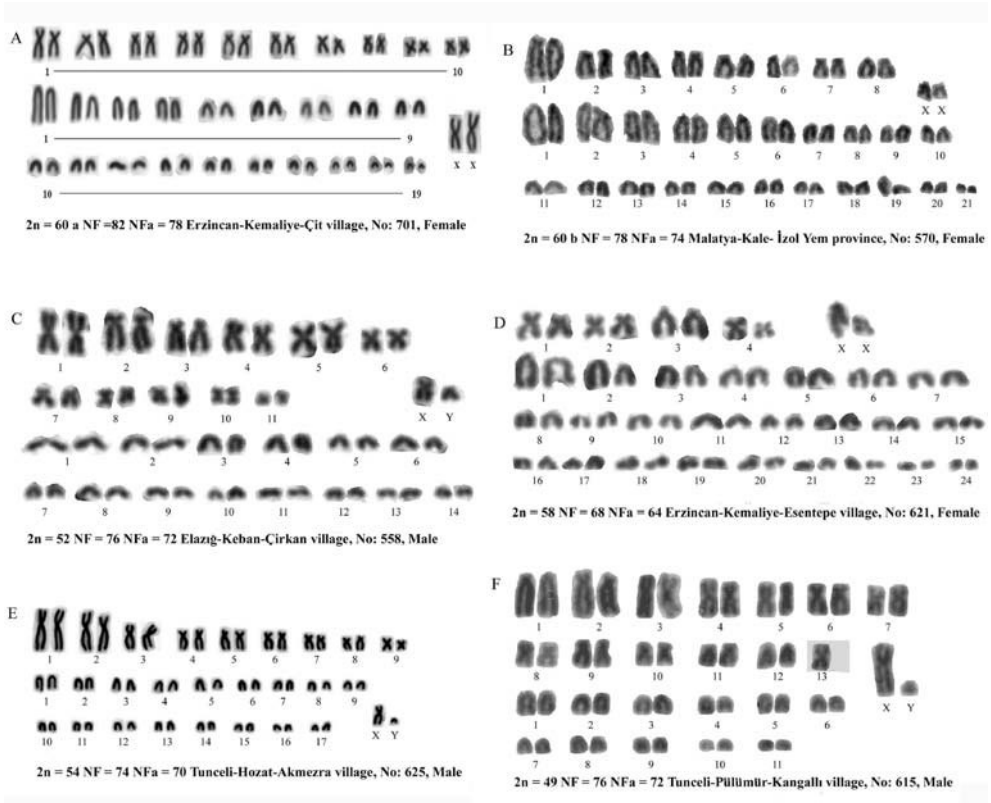 A
1 10
1 9
X X
10 19
2n = 60 a NF =82 NFa = 78 Erzincan-Kemaliye-Çit village, No: 701, Female
B
1 2 3 4 5 6 7 8
X X
1 2 3 4 5 6 7 8 9 10
11 12 13 14 15 16 17 18 19 20 21
2n = 60 b NF = 78 NFa = 74 Malatya-Kale- İzol Yem province, No: 570, Female
C
1 2 3 4 5 6
7 8 9 10 11 X Y
1 2 3 4 5 6
7 8 9 10 11 12 13 14
2n = 52 NF = 76 NFa = 72 Elazığ-Keban-Çirkan village, No: 558, Male
D
1 2 3 4 X X
1 2 3 4 5 6 7
8 9 10 11 12 13 14 15
16 17 18 19 20 21 22 23 24
2n = 58 NF = 68 NFa = 64 Erzincan-Kemaliye-Esentepe village, No: 621, Female
E
1 2 3 4 5 6 7 8 9
1 2 3 4 5 6 7 8 9
10 11 12 13 14 15 16 17 X Y
2n = 54 NF = 74 NFa = 70 Tunceli-Hozat-Akmezra village, No: 625, Male
F
1 2 3 4 5 6 7
8 9 10 11 12 13
X Y
1 2 3 4 5 6
7 8 9 10 11
2n = 49 NF = 76 NFa = 72 Tunceli-Pülümür-Kangallı village, No: 615, Male